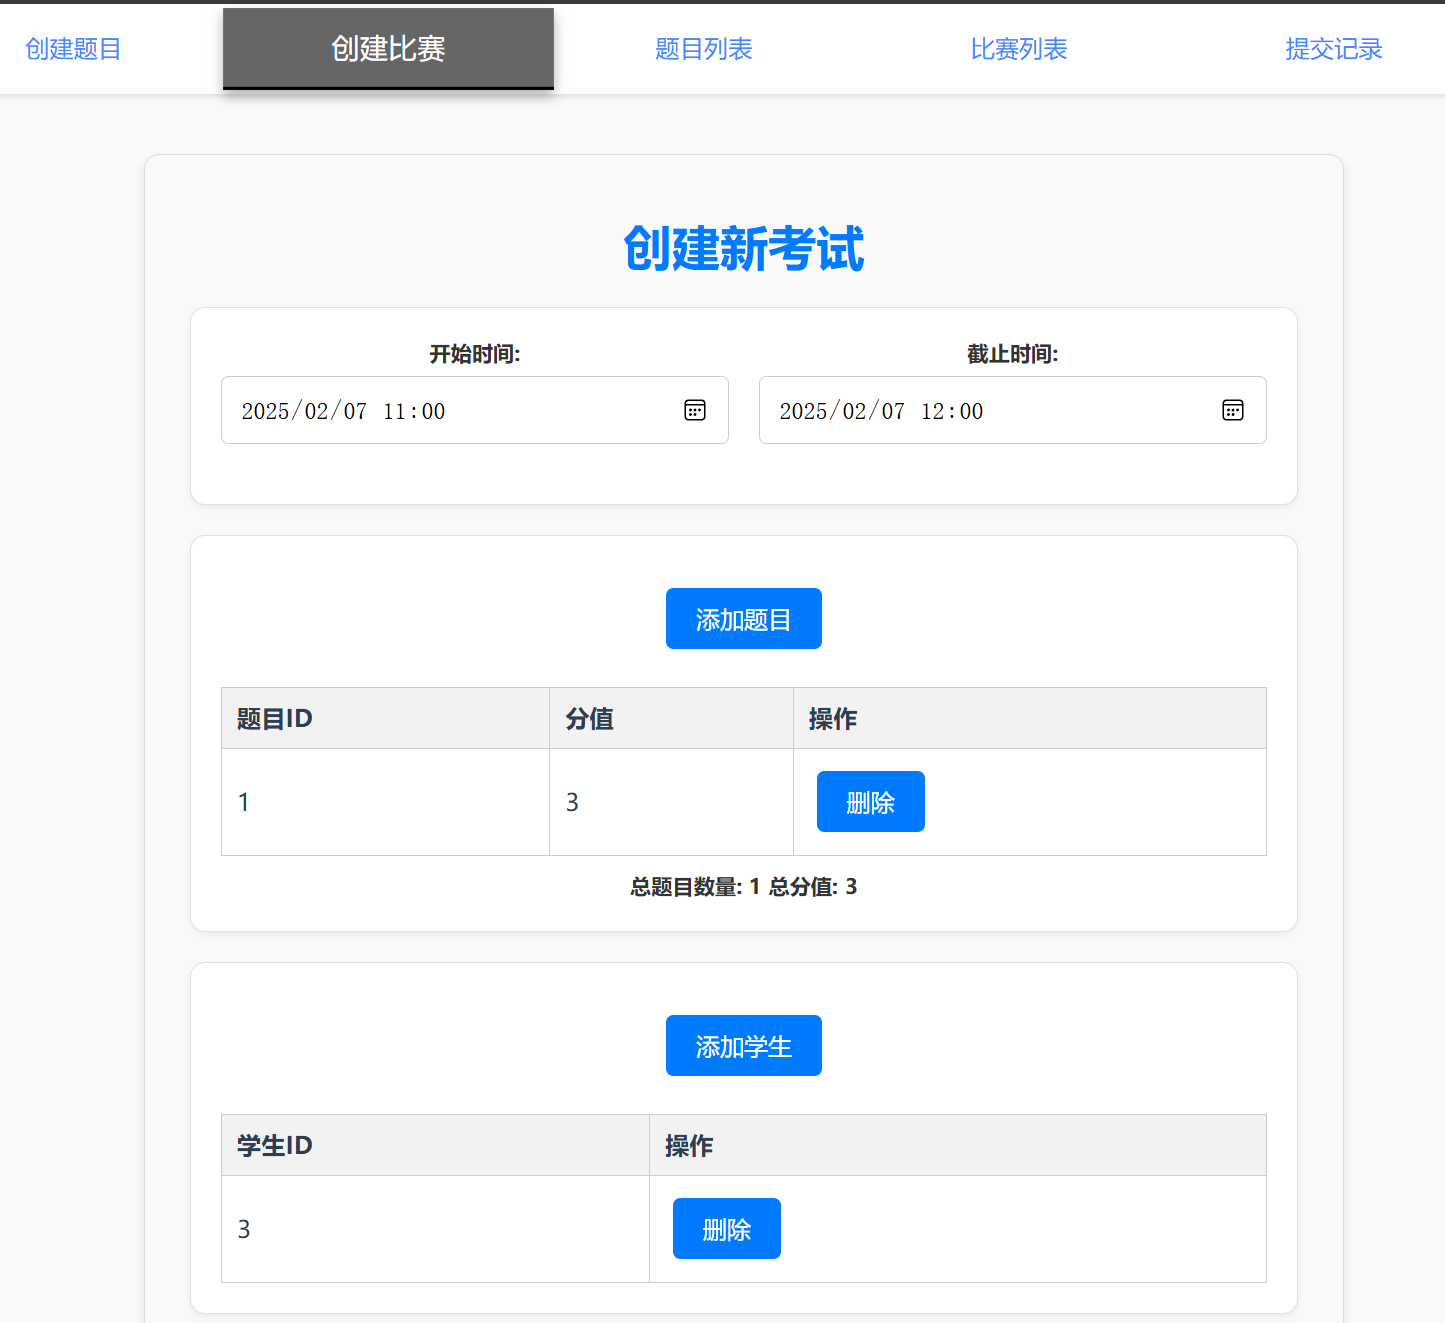 创建题目 创建比赛 题目列表 比赛列表 提交记录
创建新考试
开始时间: 截止时间:
2025/02/07 11:00 2025/02/07 12:00
添加题目
题目ID 分值 操作
1 3 删除
总题目数量: 1 总分值: 3
添加学生
学生ID 操作
3 删除